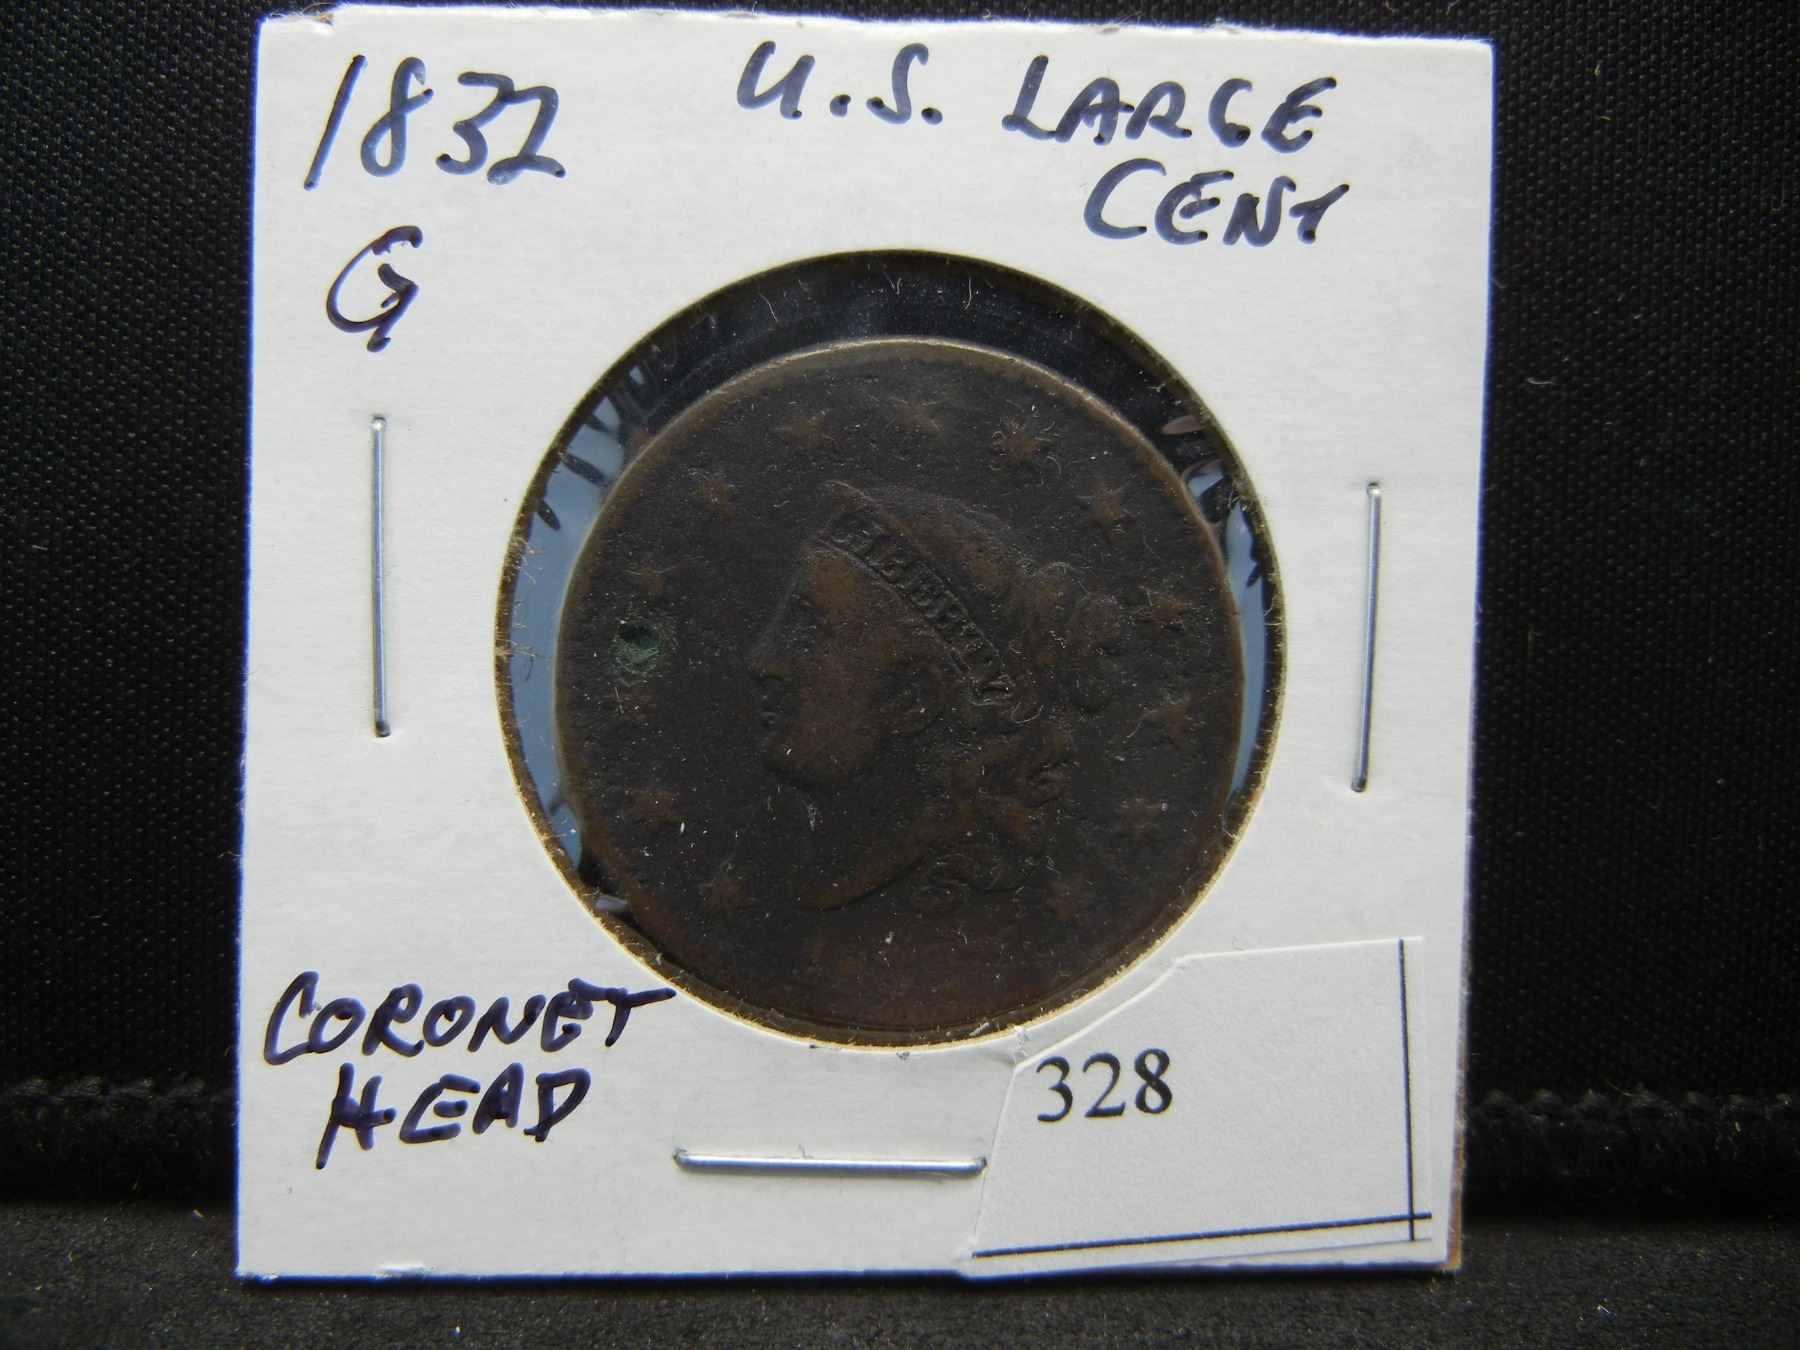 1832
U.S. LARGE
CENT
G
LIBERTY
CORONET
HEAD
328